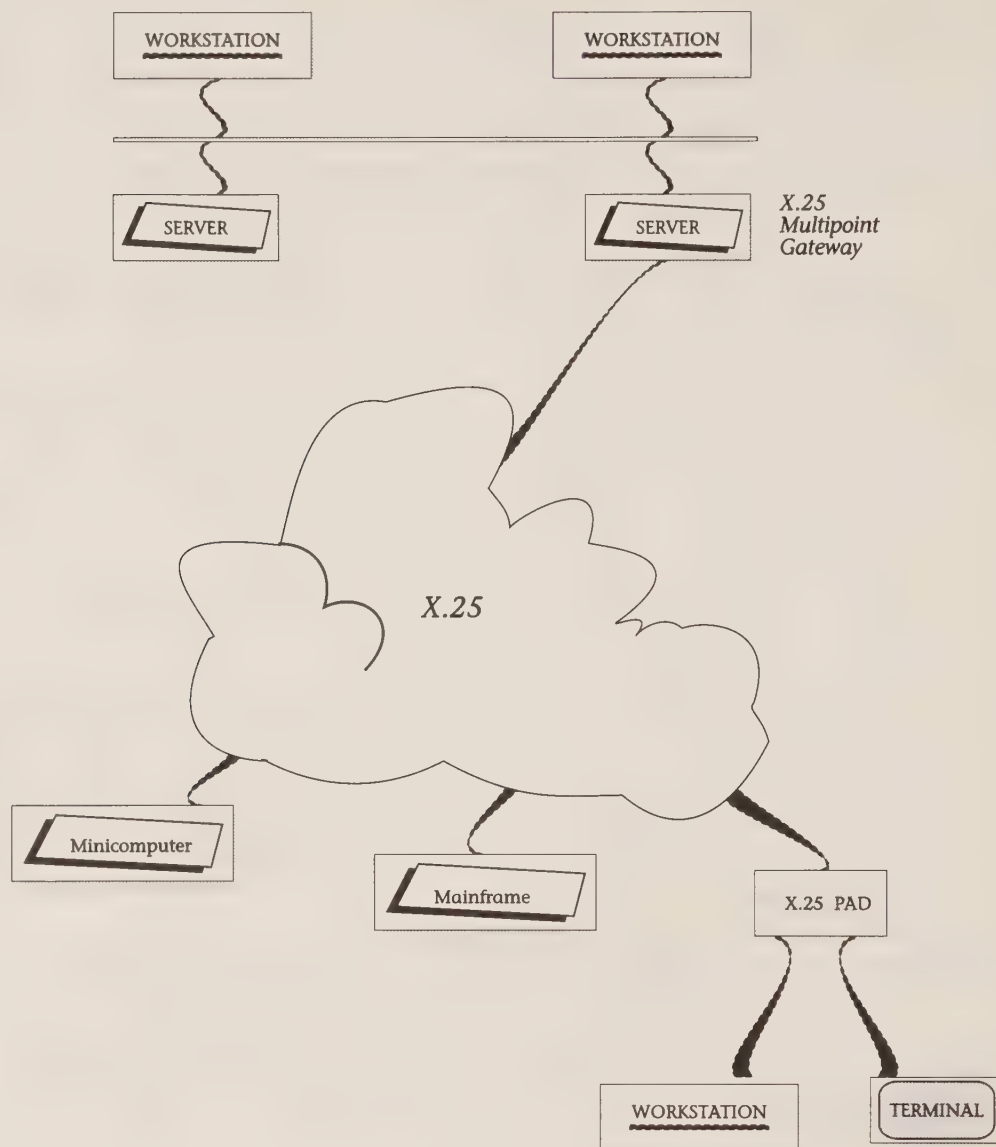 WORKSTATION
WORKSTATION
SERVER
SERVER
X.25
Multipoint
Gateway
X.25
Minicomputer
Mainframe
X.25 PAD
WORKSTATION
TERMINAL